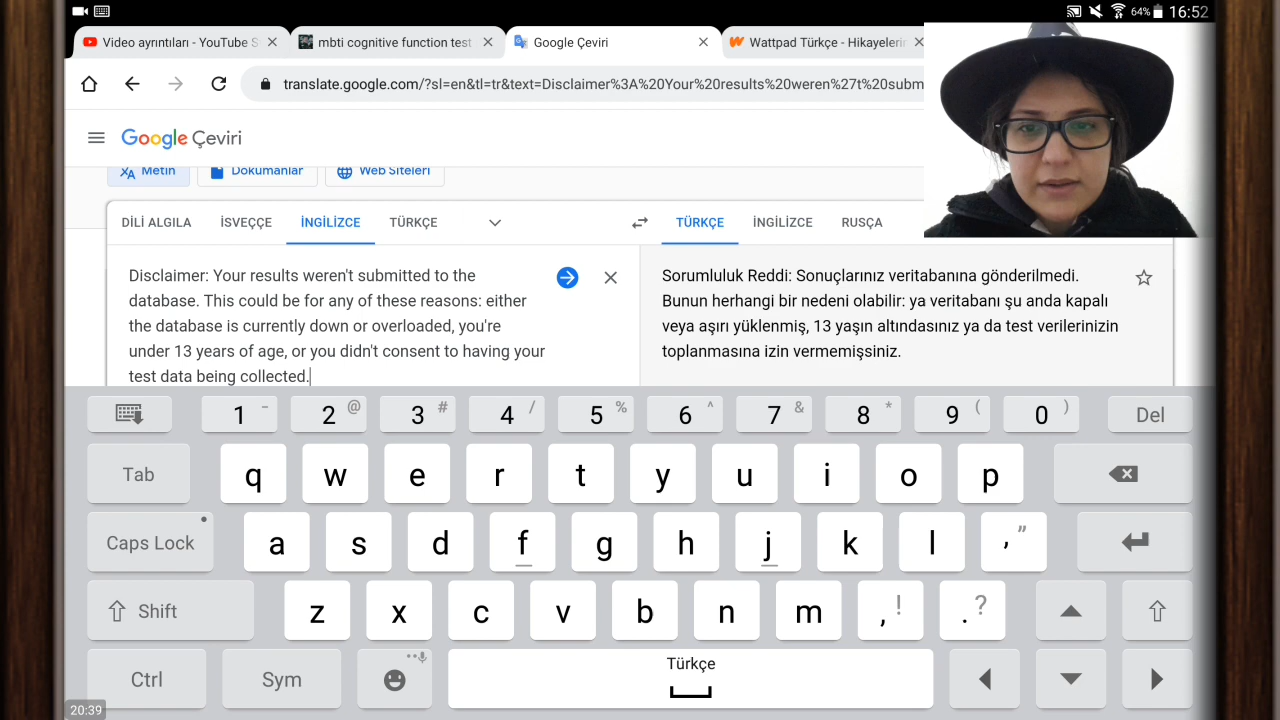 64% 16:52
Video ayrıntıları - YouTube S
mbti cognitive function test
Google Çeviri
Wattpad Türkçe - Hikayelerin
translate.google.com/?sl=en&tl=tr&text=Disclaimer%3A%20Your%20results%20weren%27t%20subm
Google Çeviri
Metin
Dokümanlar
Web Siteleri
DİLİ ALGILA İSVEÇÇE İNGİLİZCE TÜRKÇE
TÜRKÇE İNGİLİZCE RUSÇA
Disclaimer: Your results weren't submitted to the
database. This could be for any of these reasons: either
the database is currently down or overloaded, you're
under 13 years of age, or you didn't consent to having your
test data being collected.
Sorumluluk Reddi: Sonuçlarınız veritabanına gönderilmedi.
Bunun herhangi bir nedeni olabilir: ya veritabanı şu anda kapalı
veya aşırı yüklenmiş, 13 yaşın altındasınız ya da test verilerinizin
toplanmasına izin vermemişsiniz.
1 - 2 @ 3 # 4 / 5 % 6 ^ 7 & 8 * 9 ( 0 ) Del
Tab q w e r t y u i o p
Caps Lock a s d f g h j k l , ”
Shift z x c v b n m , ! . ?
Ctrl Sym Türkçe
20:39